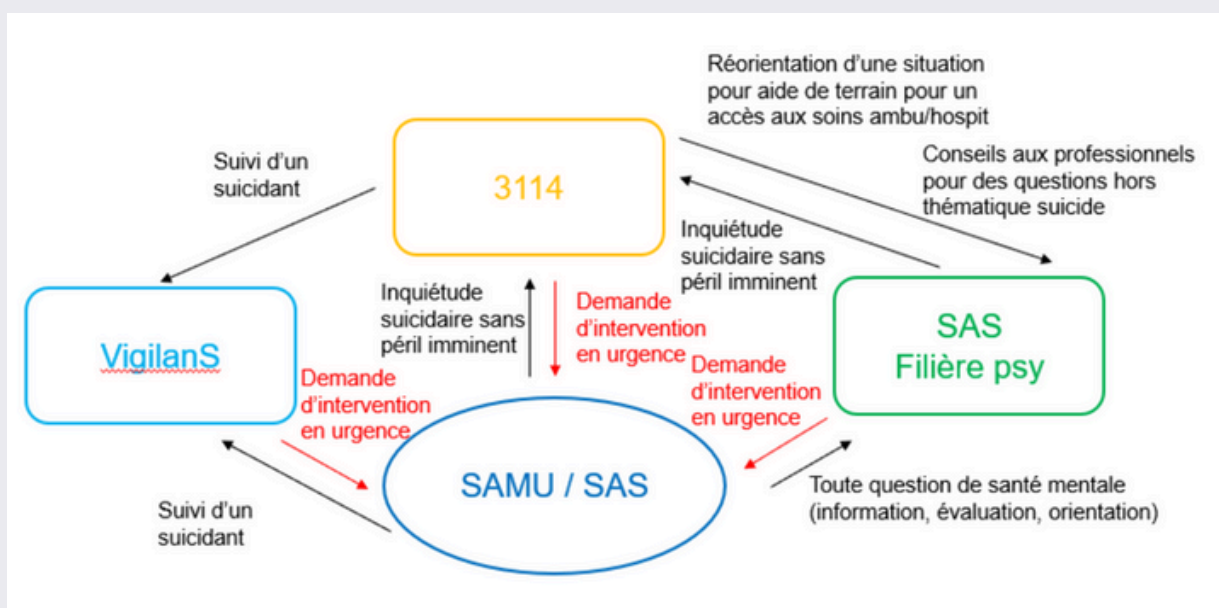 Réorientation d’une situation
pour aide de terrain pour un
accès aux soins ambu/hospit
Suivi d’un
suicidant
3114
Conseils aux professionnels
pour des questions hors
thématique suicide
Inquiétude
suicidaire sans
péril imminent
Inquiétude
suicidaire sans
péril imminent
Demande
d’intervention
en urgence
VigilanS
SAS
Filière psy
Demande
d’intervention
en urgence
Demande
d’intervention
en urgence
SAMU / SAS
Suivi d’un
suicidant
Toute question de santé mentale
(information, évaluation, orientation)